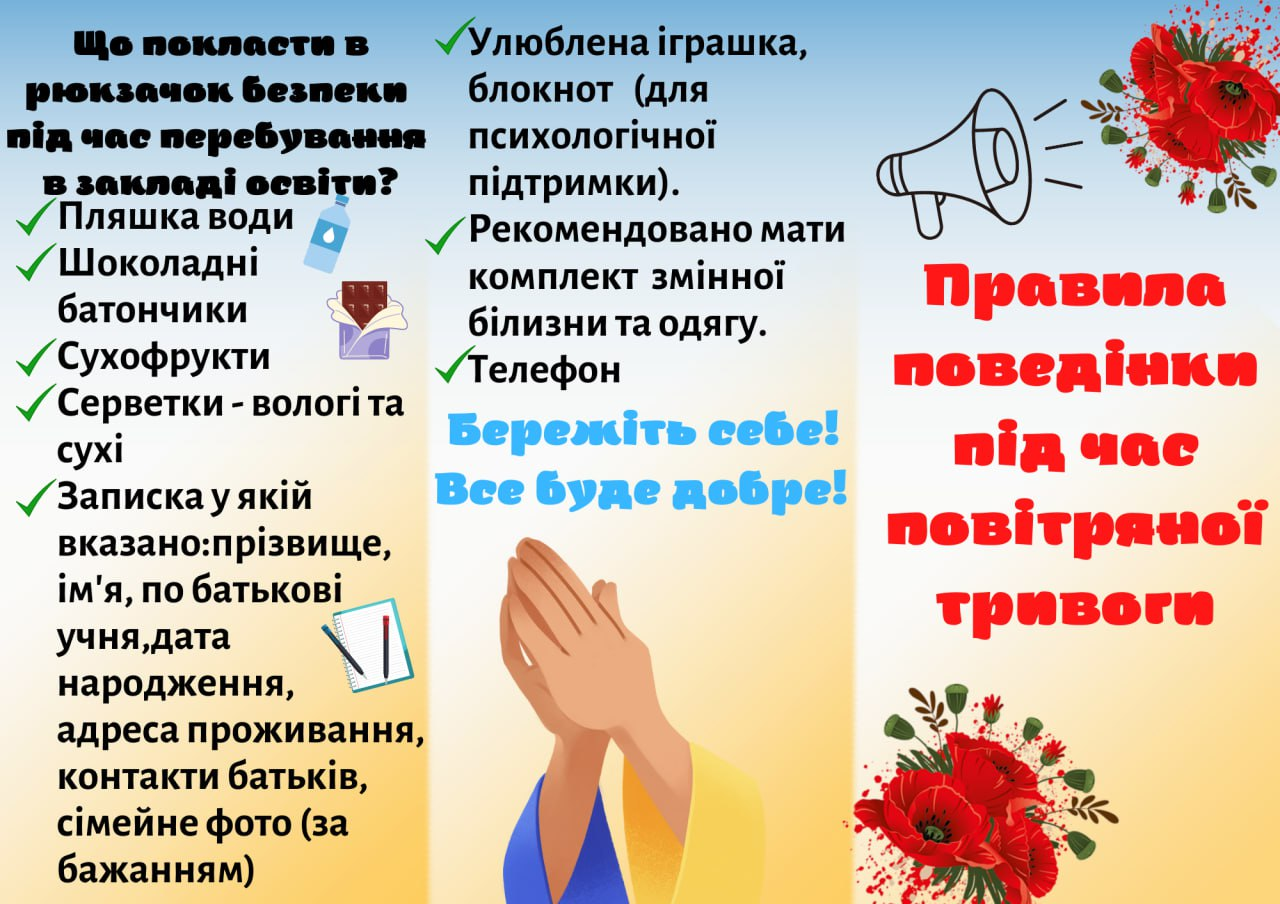 Що покласти в
рюкзачок безпеки
під час перебування
в закладі освіти?
Пляшка води
Шоколадні
батончики
Сухофрукти
Серветки - вологі та
сухі
Записка у якій
вказано:прізвище,
ім'я, по батькові
учня,дата
народження,
адреса проживання,
контакти батьків,
сімейне фото (за
бажанням)
Улюблена іграшка,
блокнот (для
психологічної
підтримки).
Рекомендовано мати
комплект змінної
білизни та одягу.
Телефон
Бережіть себе!
Все буде добре!
Правила
поведінки
під час
повітряної
тривоги